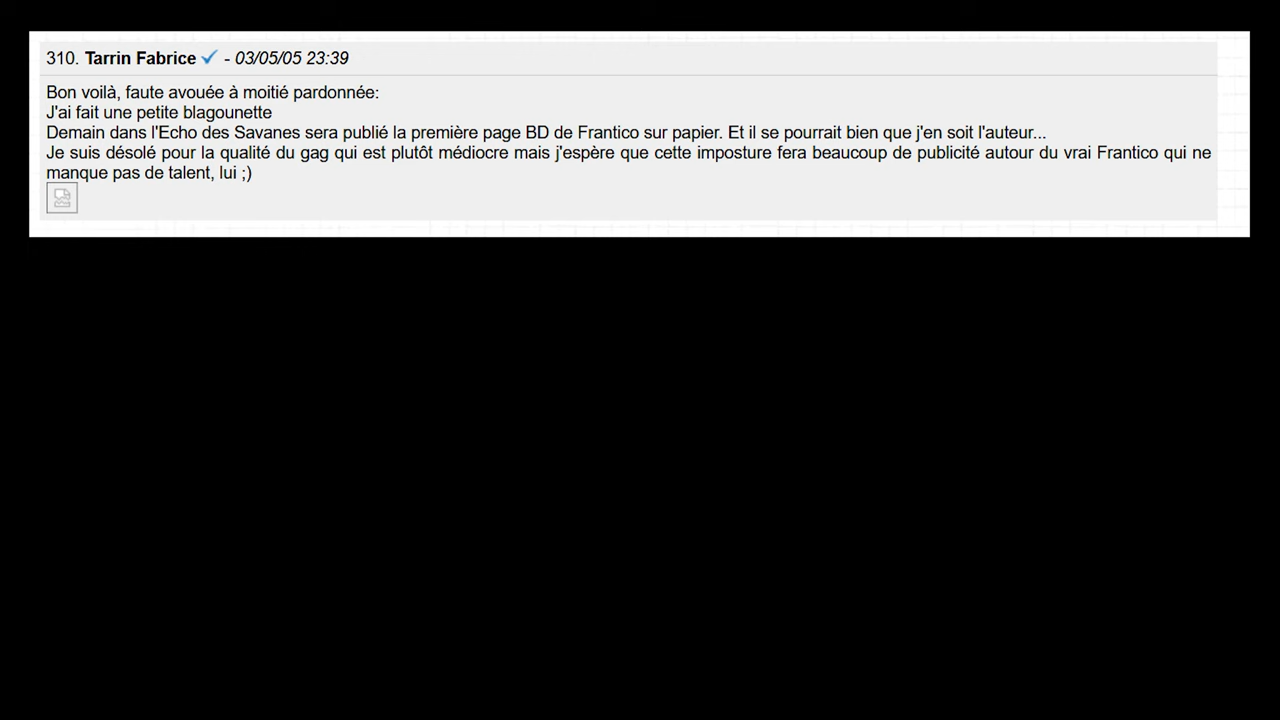 310. Tarrin Fabrice ✓ - 03/05/05 23:39
Bon voilà, faute avouée à moitié pardonnée:
J'ai fait une petite blagounette
Demain dans l'Echo des Savanes sera publié la première page BD de Frantico sur papier. Et il se pourrait bien que j'en soit l'auteur...
Je suis désolé pour la qualité du gag qui est plutôt médiocre mais j'espère que cette imposture fera beaucoup de publicité autour du vrai Frantico qui ne
manque pas de talent, lui ;)